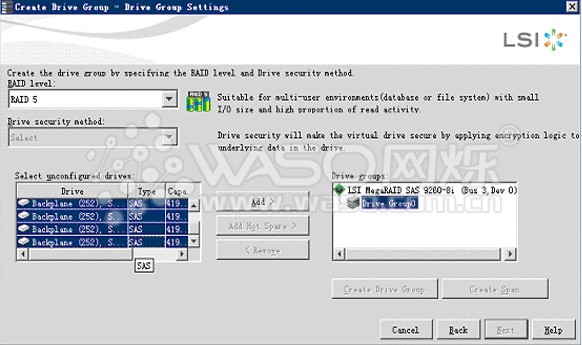 Create Drive Group - Drive Group Settings
LSI
Create the drive group by specifying the RAID level and Drive security method.
RAID level:
RAID 5
Suitable for multi-user environments(database or file system) with small
I/O size and high proportion of read activity.
Drive security method:
Select
Drive security will make the virtual drive secure by applying encryption logic to
underlying data in the drive.
WASO网烁
www.waso.com.cn
Select unconfigured drives:
Drive Type Capa.
Backplane (252), S... SAS 419..
Backplane (252), S... SAS 419..
Backplane (252), S... SAS 419..
Backplane (252), S... SAS 419..
SAS
Add >
Add Hot Spare >
< Remove
Drive groups:
LSI MegaRAID SAS 9260-8i (Bus 3,Dev 0)
Drive Group0
Create Drive Group
Create Span
Cancel
Back
Next
Help